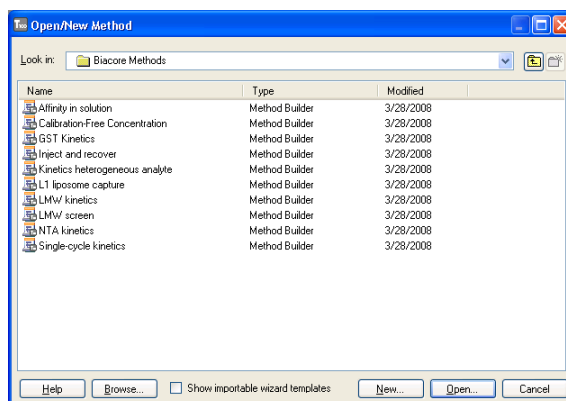 T100 Open/New Method
Look in: Biacore Methods
Name Type Modified
Affinity in solution Method Builder 3/28/2008
Calibration-Free Concentration Method Builder 3/28/2008
GST Kinetics Method Builder 3/28/2008
Inject and recover Method Builder 3/28/2008
Kinetics heterogeneous analyte Method Builder 3/28/2008
L1 liposome capture Method Builder 3/28/2008
LMW kinetics Method Builder 3/28/2008
LMW screen Method Builder 3/28/2008
NTA kinetics Method Builder 3/28/2008
Single-cycle kinetics Method Builder 3/28/2008
Help Browse... Show importable wizard templates New... Open... Cancel